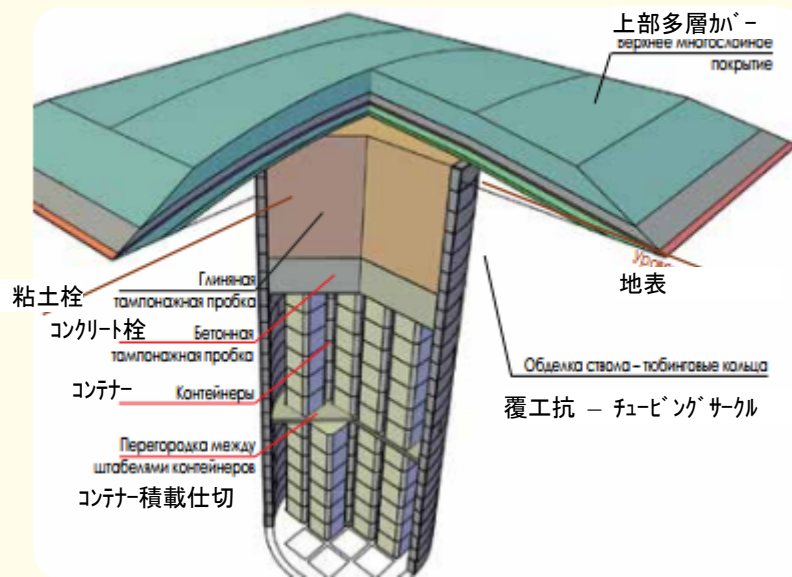 上部多層カバー
Верхнее многослойное
покрытие
粘土栓
Глиняная
тампонажная пробка
地表
コンクリート栓
Бетонная
тампонажная пробка
コンテナー
Контейнеры
Обделка ствола – тюбинговые кольца
覆工抗 – チュービングサークル
Перегородка между
штабелями контейнеров
コンテナー積載仕切